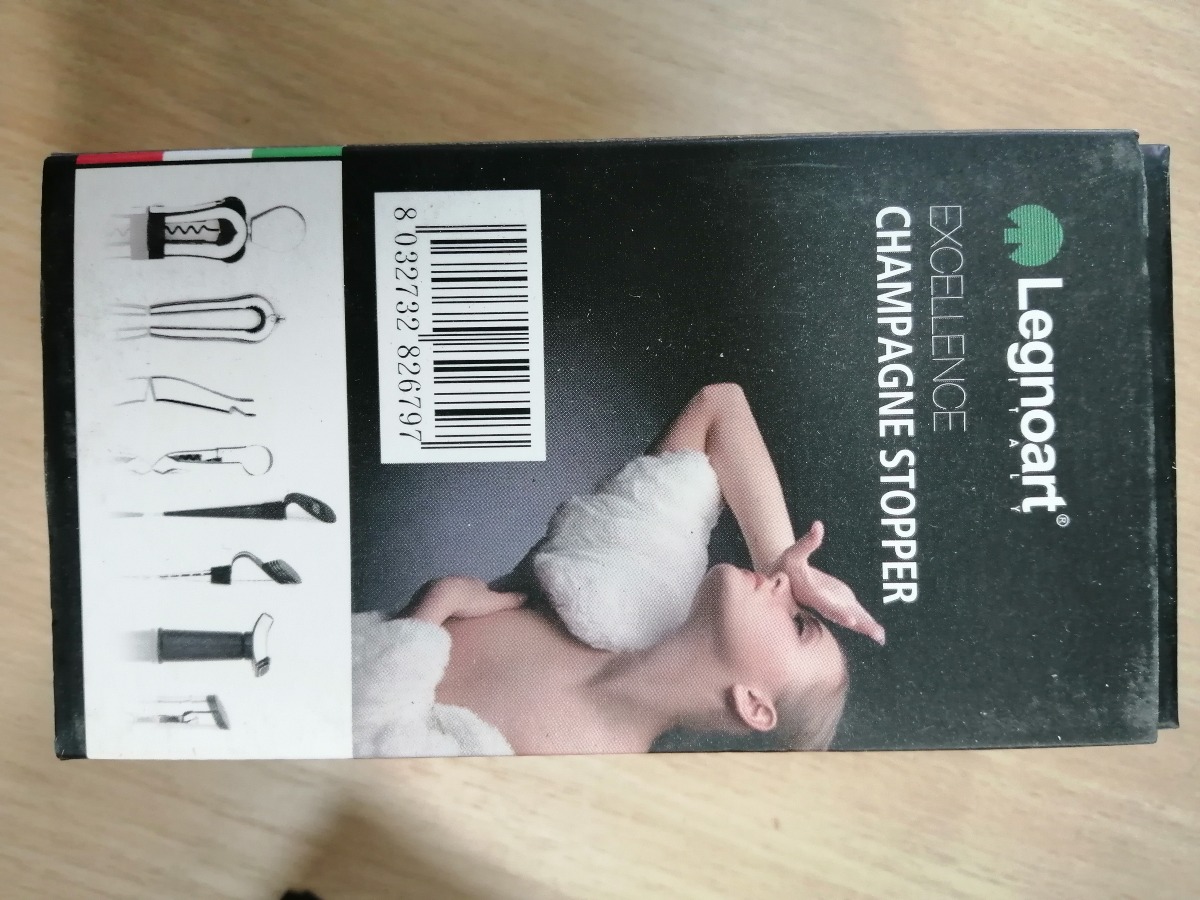 Legnoart®
ITALY
EXCELLENCE
CHAMPAGNE STOPPER
8 032732 826797